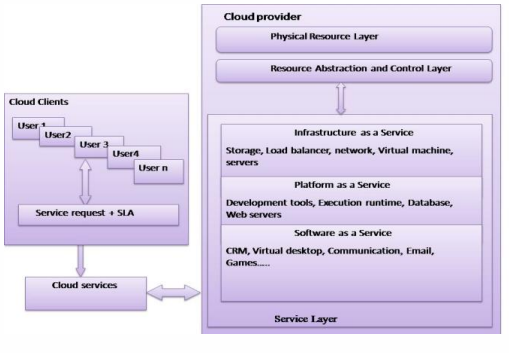 Cloud provider
Physical Resource Layer
Resource Abstraction and Control Layer
Cloud Clients
User 1
User2
User 3
User4
User n
Service request + SLA
Cloud services
Infrastructure as a Service
Storage, Load balancer, network, Virtual machine,
servers
Platform as a Service
Development tools, Execution runtime, Database,
Web servers
Software as a Service
CRM, Virtual desktop, Communication, Email,
Games.....
Service Layer